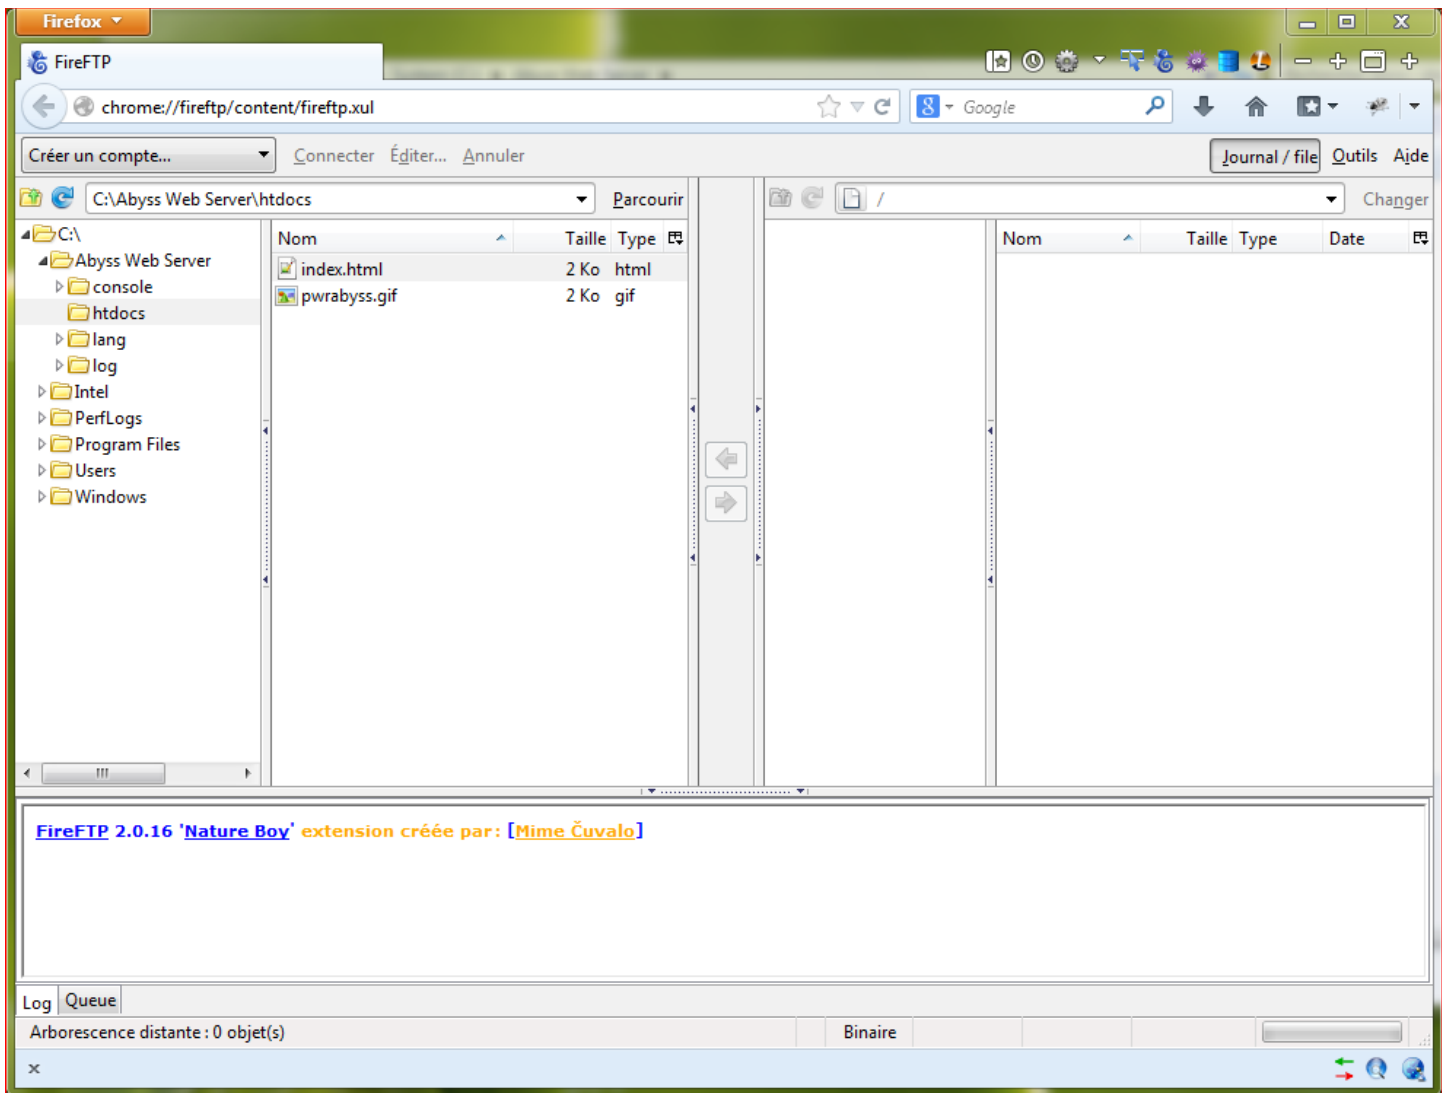 Firefox
FireFTP
chrome://fireftp/content/fireftp.xul
Google
Créer un compte... Connecter Éditer... Annuler Journal / file Outils Aide
C:\Abyss Web Server\htdocs Parcourir / Changer
C:\
Nom Taille Type Nom Taille Type Date
Abyss Web Server
console
htdocs
lang
log
Intel
PerfLogs
Program Files
Users
Windows
index.html 2 Ko html
pwrabyss.gif 2 Ko gif
FireFTP 2.0.16 'Nature Boy' extension créée par: [Mime Čuvalo]
Log Queue
Arborescence distante : 0 objet(s) Binaire